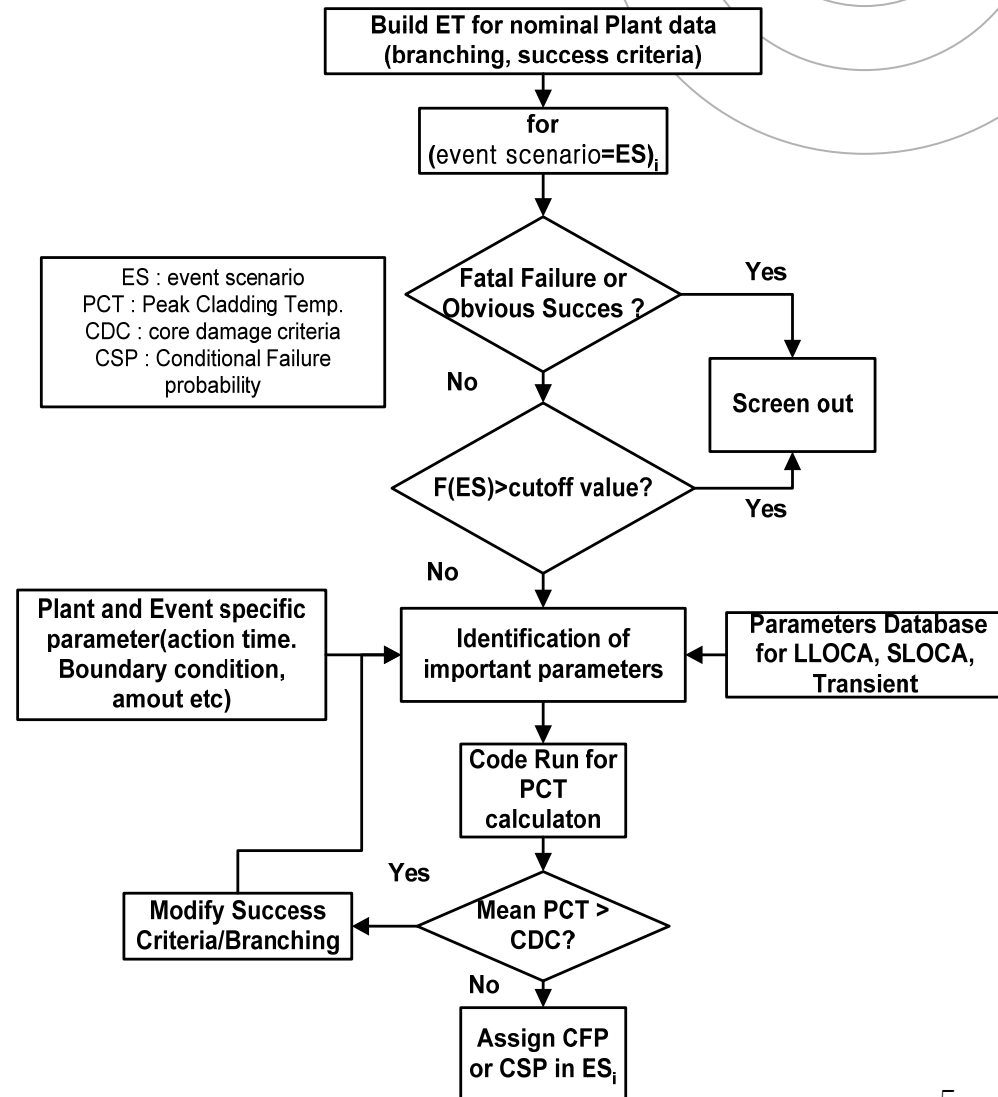 Build ET for nominal Plant data
(branching, success criteria)
for
(event scenario=ES)i
Fatal Failure or
Obvious Succes ?
Yes
ES : event scenario
PCT : Peak Cladding Temp.
CDC : core damage criteria
CSP : Conditional Failure
probability
No
Screen out
F(ES)>cutoff value?
Yes
No
Plant and Event specific
parameter(action time.
Boundary condition,
amout etc)
Identification of
important parameters
Parameters Database
for LLOCA, SLOCA,
Transient
Code Run for
PCT
calculaton
Yes
Modify Success
Criteria/Branching
Mean PCT >
CDC?
No
Assign CFP
or CSP in ESi